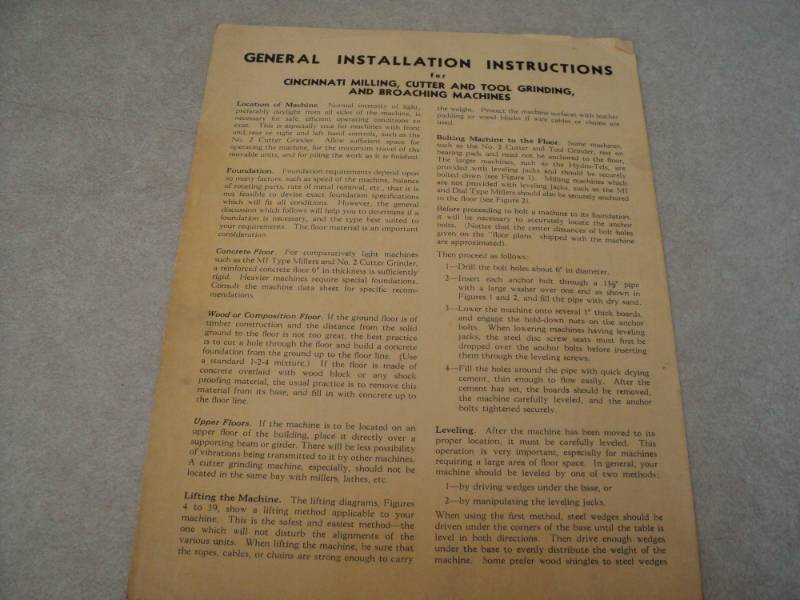 GENERAL INSTALLATION INSTRUCTIONS
for
CINCINNATI MILLING, CUTTER AND TOOL GRINDING,
AND BROACHING MACHINES
Location of Machine. Normal intensity of light,
preferably daylight from all sides of the machine, is
necessary for safe, efficient operating conditions to
exist. This is especially true for machines with front
and rear or right and left hand controls, such as the
No. 2 Cutter Grinder. Allow sufficient space for
operating the machine, for the maximum travel of the
movable units, and for piling the work as it is finished.
Foundation. Foundation requirements depend upon
so many factors, such as speed of the machine, balance
of rotating parts, rate of metal removal, etc., that it is
not feasible to devise exact foundation specifications
which will fit all conditions. However, the general
discussion which follows will help you to determine if a
foundation is necessary, and the type best suited to
your requirements. The floor material is an important
consideration.
Concrete Floor. For comparatively light machines
such as the MI Type Millers and No. 2 Cutter Grinder,
a reinforced concrete floor 6" in thickness is sufficiently
rigid. Heavier machines require special foundations.
Consult the machine data sheet for specific recom-
mendations.
Wood or Composition Floor. If the ground floor is of
timber construction and the distance from the solid
ground to the floor is not too great, the best practice
is to cut a hole through the floor and build a concrete
foundation from the ground up to the floor line. (Use
a standard 1-2-4 mixture.) If the floor is made of
concrete overlaid with wood block or any shock
proofing material, the usual practice is to remove this
material from its base, and fill in with concrete up to
the floor line.
Upper Floors. If the machine is to be located on an
upper floor of the building, place it directly over a
supporting beam or girder. There will be less possibility
of vibrations being transmitted to it by other machines.
A cutter grinding machine, especially, should not be
located in the same bay with millers, lathes, etc.
Lifting the Machine. The lifting diagrams, Figures
4 to 39, show a lifting method applicable to your
machine. This is the safest and easiest method—the
one which will not disturb the alignments of the
various units. When lifting the machine, be sure that
the ropes, cables, or chains are strong enough to carry
the weight. Protect the machine surfaces with leather
padding or wood blocks if wire cables or chains are
used.
Bolting Machine to the Floor. Some machines,
such as the No. 2 Cutter and Tool Grinder, rest on
bearing pads and need not be anchored to the floor.
The larger machines, such as the Hydro-Tels, are
provided with leveling jacks and should be securely
bolted down (see Figure 1). Milling machines which
are not provided with leveling jacks, such as the MI
and Dial Type Millers should also be securely anchored
to the floor (see Figure 2).
Before proceeding to bolt a machine to its foundation,
it will be necessary to accurately locate the anchor
bolts. (Notice that the center distances of bolt holes
given on the "floor plans" shipped with the machine
are approximated).
Then proceed as follows:
1—Drill the bolt holes about 6" in diameter.
2—Insert each anchor bolt through a 1½" pipe
with a large washer over one end as shown in
Figures 1 and 2, and fill the pipe with dry sand.
3—Lower the machine onto several 1" thick boards,
and engage the hold-down nuts on the anchor
bolts. When lowering machines having leveling
jacks, the steel disc screw seats must first be
dropped over the anchor bolts before inserting
them through the leveling screws.
4—Fill the holes around the pipe with quick drying
cement, thin enough to flow easily. After the
cement has set, the boards should be removed,
the machine carefully leveled, and the anchor
bolts tightened securely.
Leveling. After the machine has been moved to its
proper location, it must be carefully leveled. This
operation is very important, especially for machines
requiring a large area of floor space. In general, your
machine should be leveled by one of two methods:
1—by driving wedges under the base, or
2—by manipulating the leveling jacks.
When using the first method, steel wedges should be
driven under the corners of the base until the table is
level in both directions. Then drive enough wedges
under the base to evenly distribute the weight of the
machine. Some prefer wood shingles to steel wedges